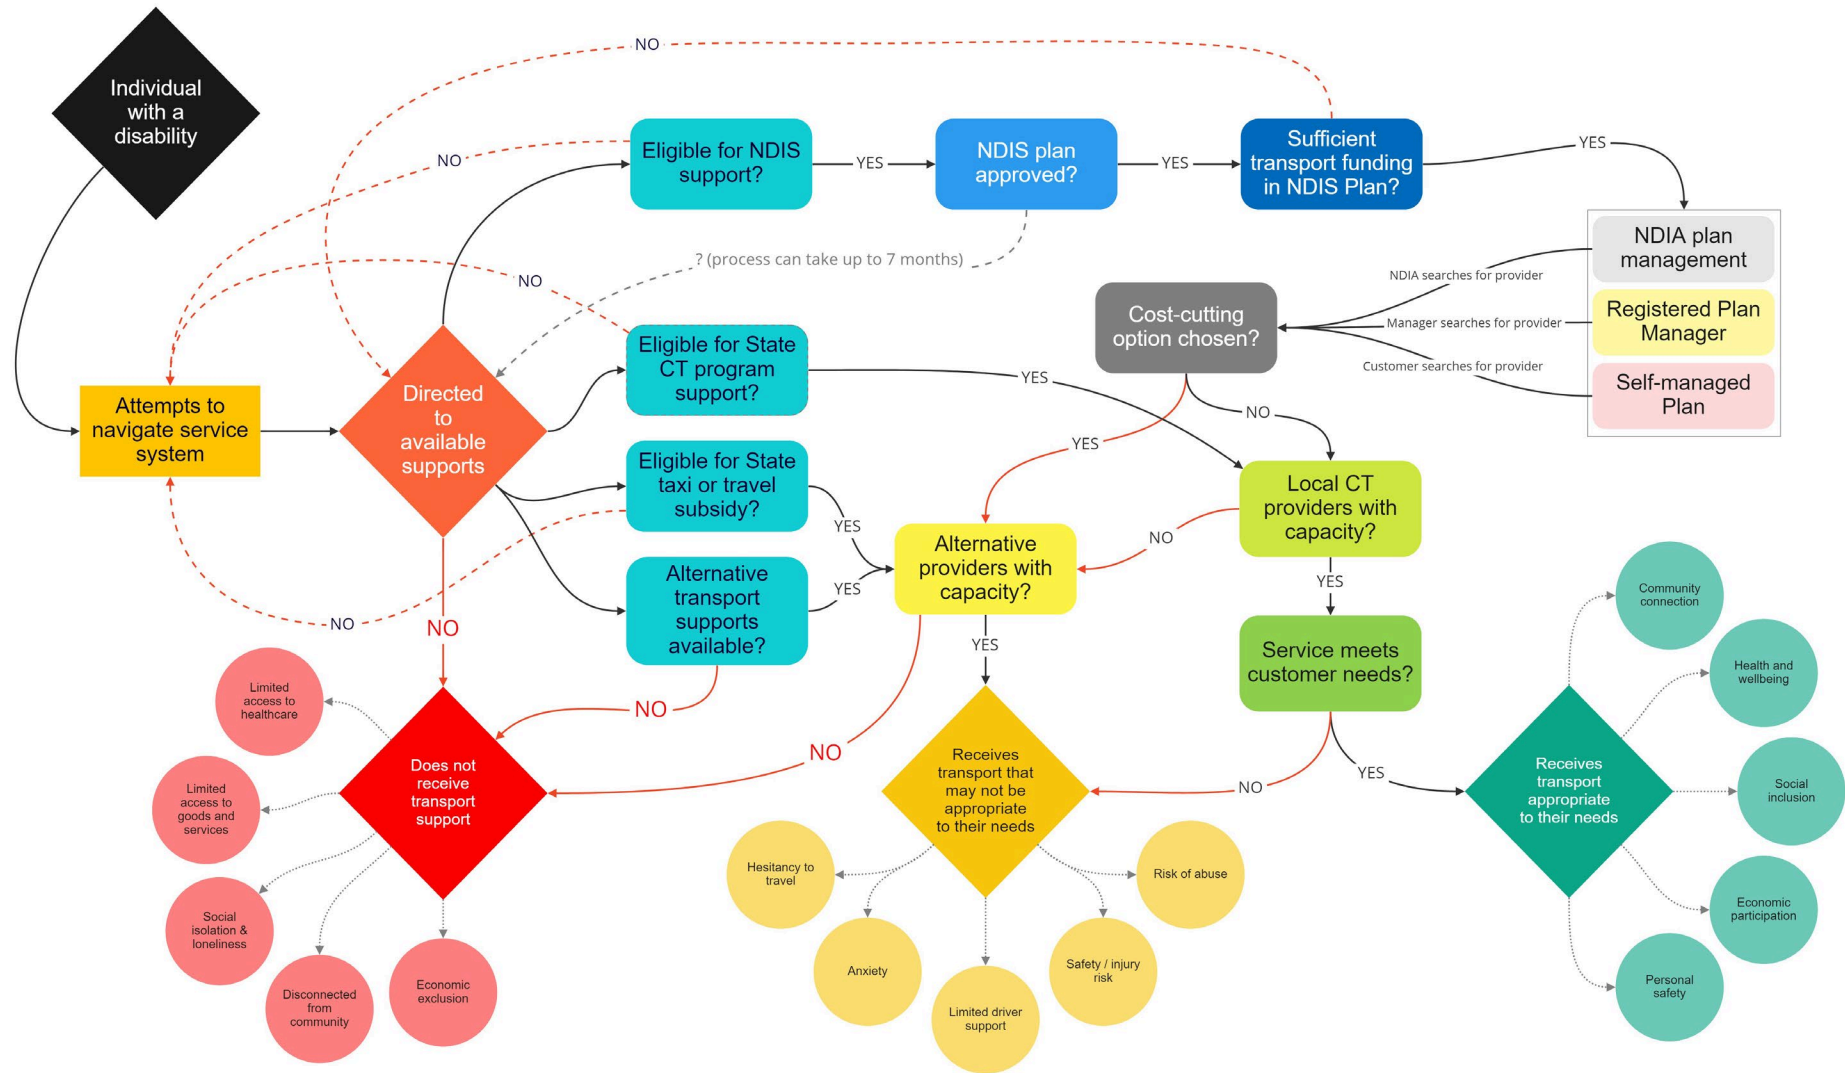 Individual
with a
disability
NO
Eligible for NDIS
support?
YES
NDIS plan
approved?
YES
Sufficient
transport funding
in NDIS Plan?
YES
NO
? (process can take up to 7 months)
NO
NDIA plan
management
Registered Plan
Manager
Self-managed
Plan
NDIA searches for provider
Manager searches for provider
Customer searches for provider
Cost-cutting
option chosen?
NO
YES
Attempts to
navigate service
system
Directed
to
available
supports
Eligible for State
CT program
support?
YES
Eligible for State
taxi or travel
subsidy?
YES
Alternative
transport
supports
available?
YES
Alternative
providers with
capacity?
NO
Local CT
providers with
capacity?
YES
Service meets
customer needs?
NO
NO
NO
YES
NO
NO
YES
Does not
receive
transport
support
Limited
access to
healthcare
Limited
access to
goods and
services
Social
isolation &
loneliness
Disconnected
from
community
Economic
exclusion
Receives
transport that
may not be
appropriate
to their needs
Hesitancy to
travel
Anxiety
Limited driver
support
Safety / injury
risk
Risk of abuse
Receives
transport
appropriate
to their needs
Community
connection
Health and
wellbeing
Social
inclusion
Economic
participation
Personal
safety